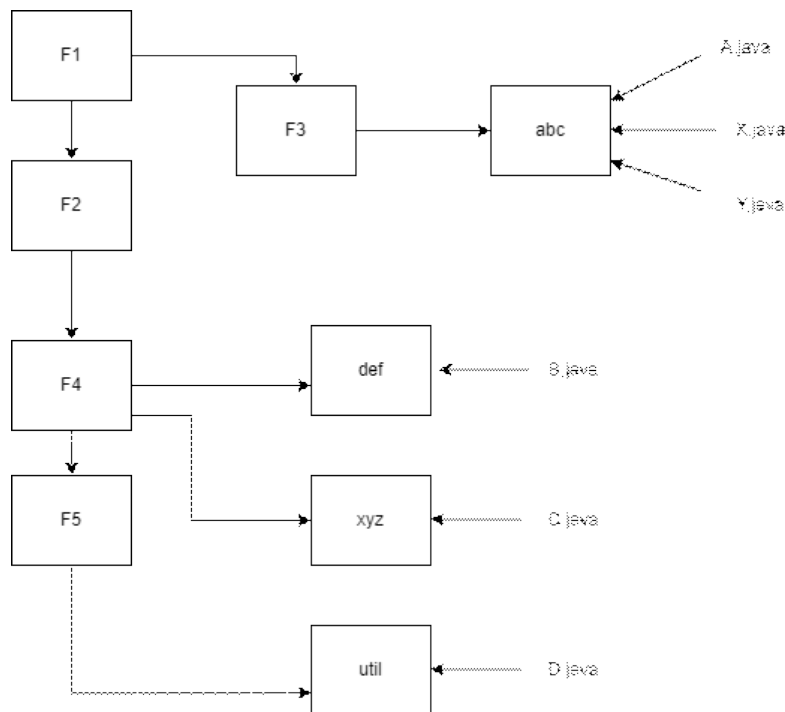 F1
A.java
F3
abc
X.java
F2
Y.java
F4
def
B.java
F5
xyz
C.java
util
D.java